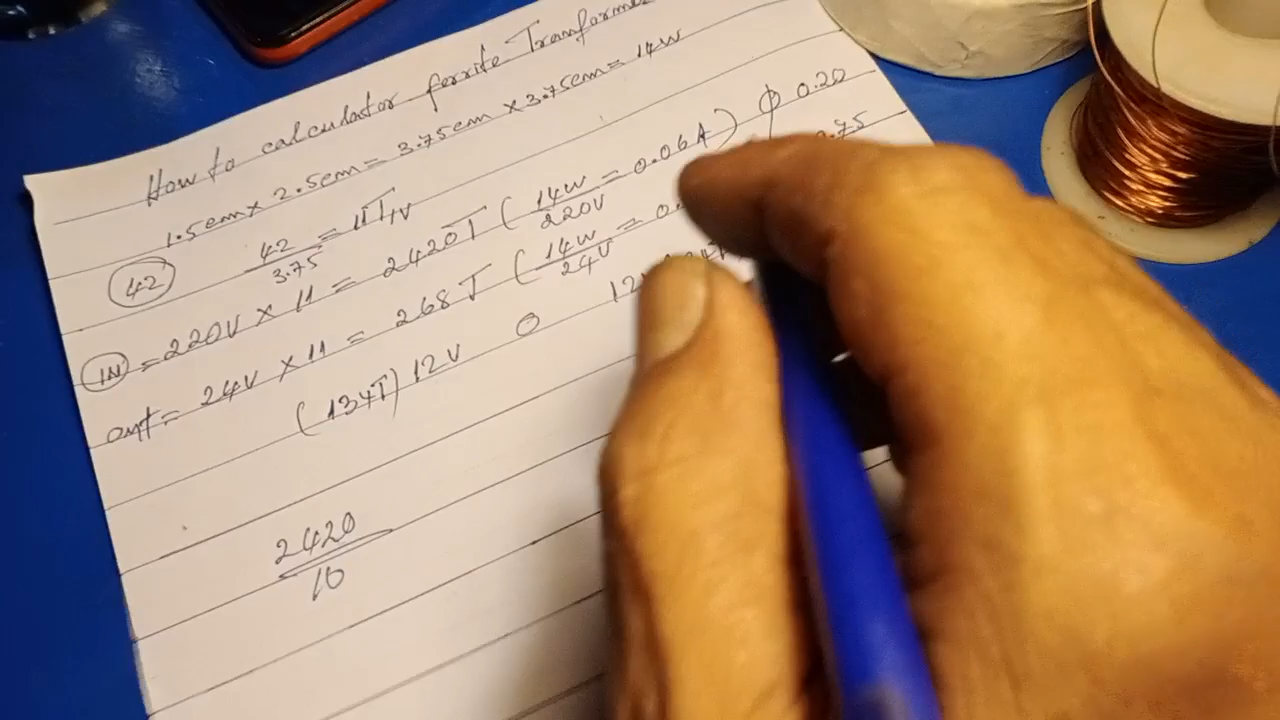 How to calculator ferrite Transformer
1.5cm × 2.5cm = 3.75cm × 3.75cm = 14w
42 42/3.75 = 11T/1V
IN = 220V × 11 = 2420T (14w/220V = 0.06A) φ 0.20
out = 24V × 11 = 268T (14w/24V = 0.
(134T) 12V 0
2420/10